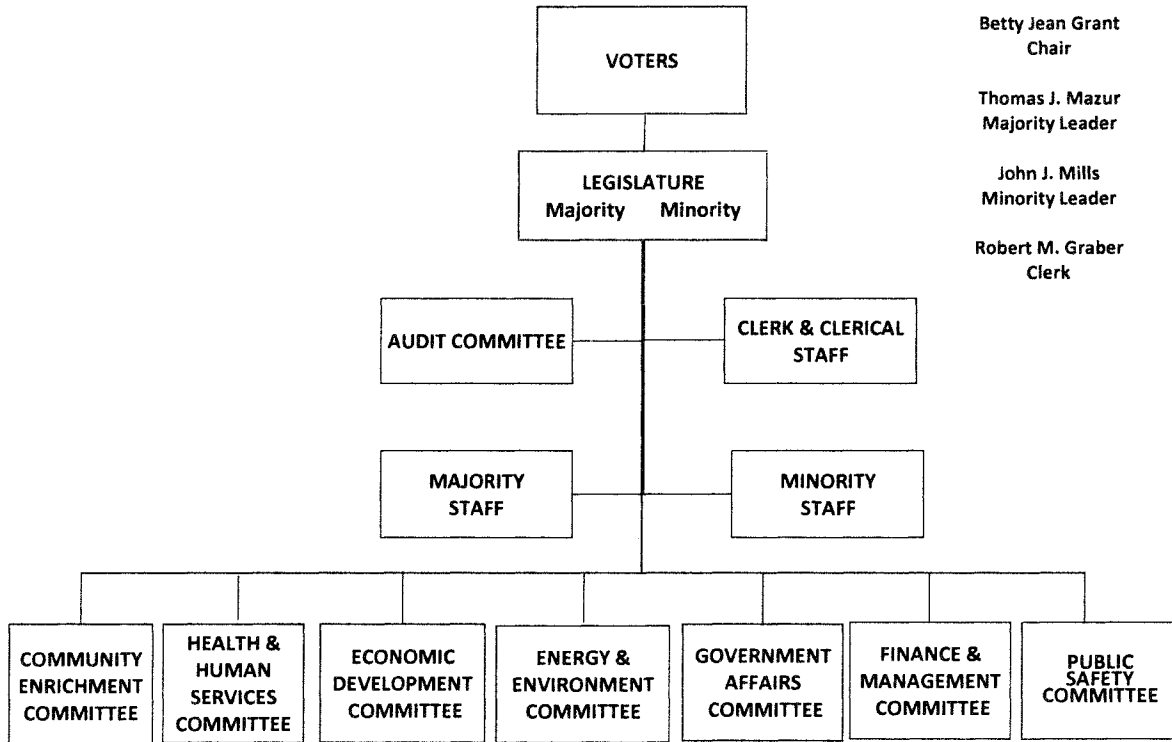 VOTERS
LEGISLATURE
Majority Minority
Betty Jean Grant
Chair
Thomas J. Mazur
Majority Leader
John J. Mills
Minority Leader
Robert M. Graber
Clerk
AUDIT COMMITTEE
CLERK & CLERICAL
STAFF
MAJORITY
STAFF
MINORITY
STAFF
COMMUNITY
ENRICHMENT
COMMITTEE
HEALTH &
HUMAN
SERVICES
COMMITTEE
ECONOMIC
DEVELOPMENT
COMMITTEE
ENERGY &
ENVIRONMENT
COMMITTEE
GOVERNMENT
AFFAIRS
COMMITTEE
FINANCE &
MANAGEMENT
COMMITTEE
PUBLIC
SAFETY
COMMITTEE